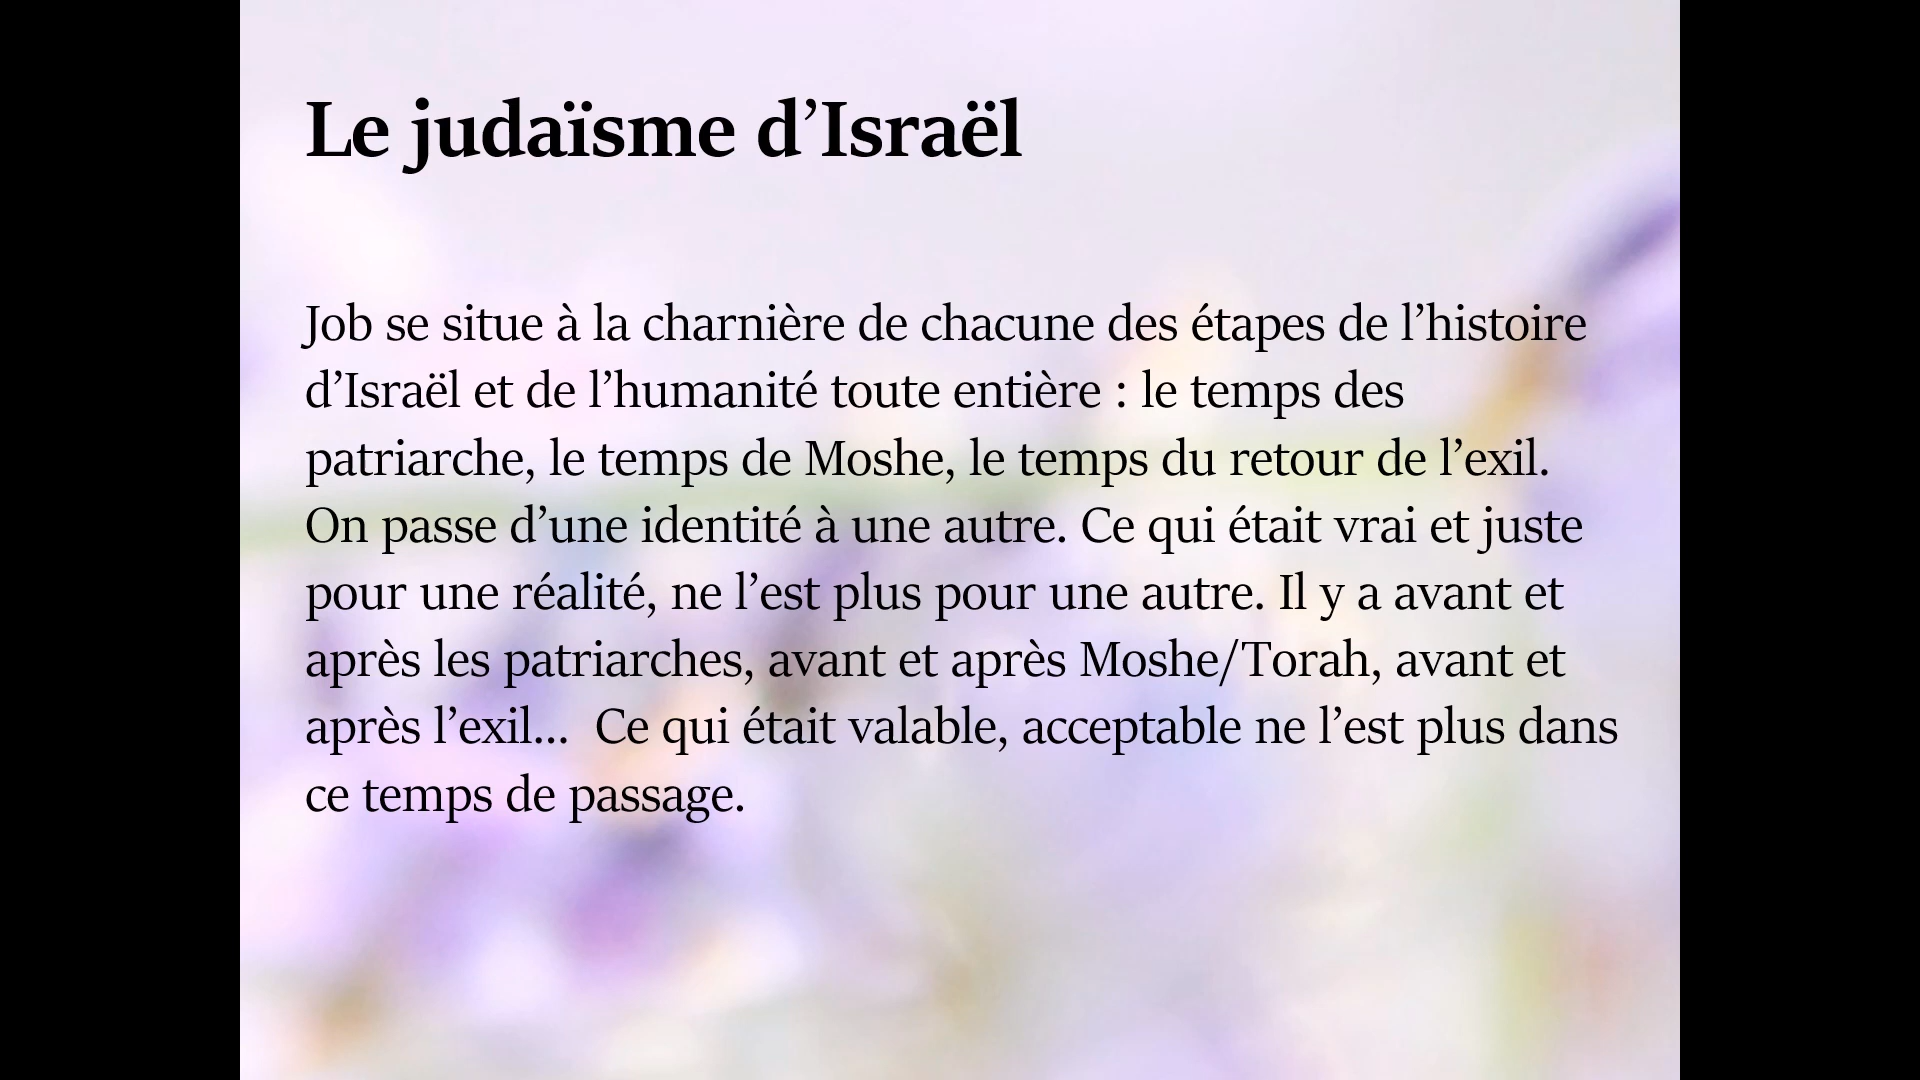 Le judaïsme d’Israël
Job se situe à la charnière de chacune des étapes de l’histoire
d’Israël et de l’humanité toute entière : le temps des
patriarche, le temps de Moshe, le temps du retour de l’exil.
On passe d’une identité à une autre. Ce qui était vrai et juste
pour une réalité, ne l’est plus pour une autre. Il y a avant et
après les patriarches, avant et après Moshe/Torah, avant et
après l’exil...  Ce qui était valable, acceptable ne l’est plus dans
ce temps de passage.